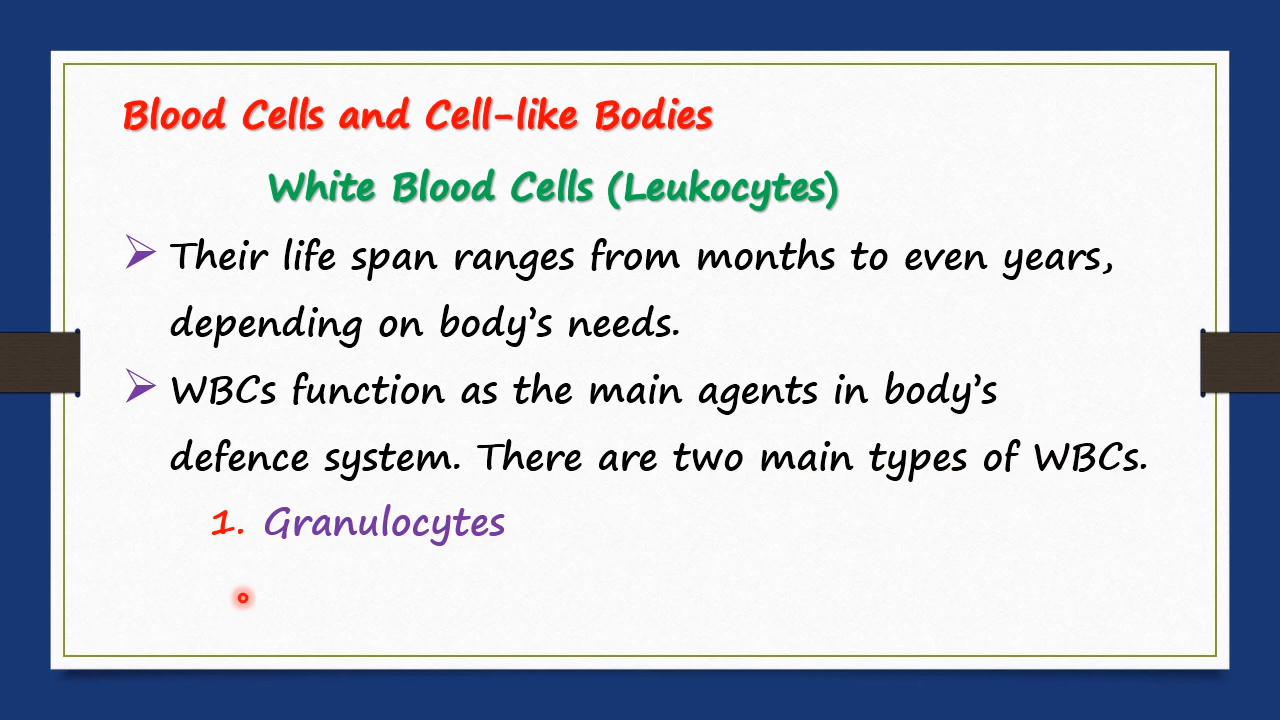 Blood Cells and Cell-like Bodies
White Blood Cells (Leukocytes)
Their life span ranges from months to even years,
depending on body’s needs.
WBCs function as the main agents in body’s
defence system. There are two main types of WBCs.
1. Granulocytes